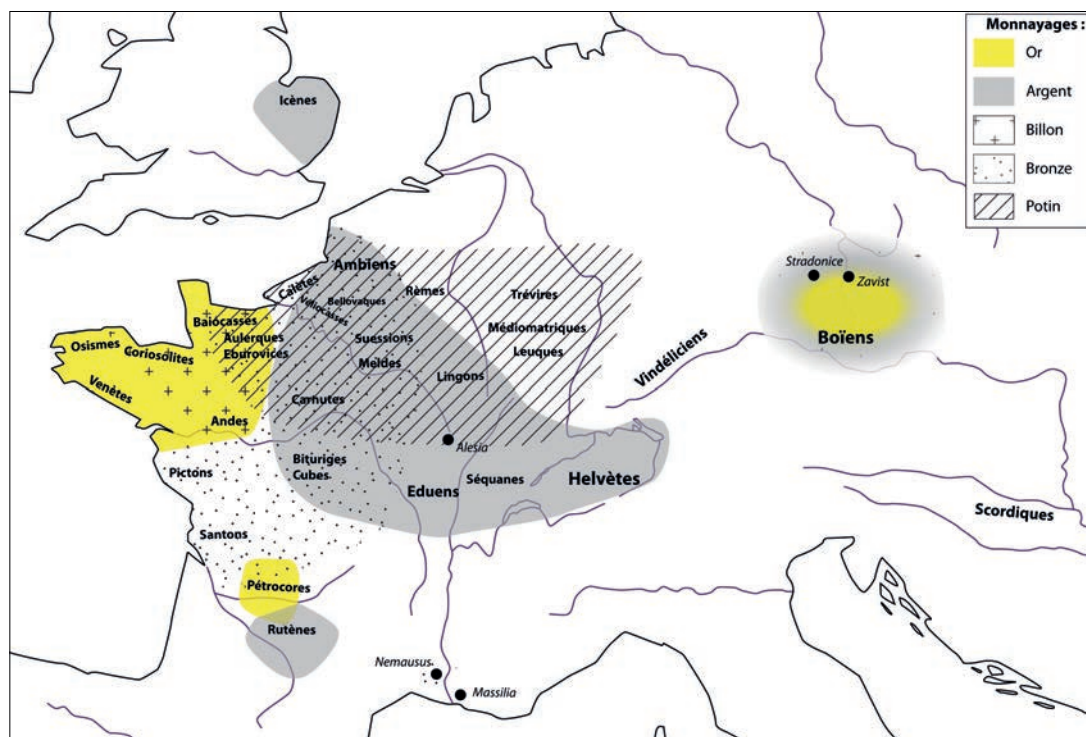 Monnayages :
Or
Argent
Billon
Bronze
Potin
Icènes
Ambiens
Calètes
Rèmes
Trévires
Bellovaques
Véliocasses
Baiocasses
Aulerques
Eburovices
Suessions
Médiomatriques
Meldes
Leuques
Osismes
Coriosolites
Lingons
Venètes
Carnutes
Andes
Alesia
Bituriges
Cubes
Pictons
Eduens
Séquanes
Helvètes
Santons
Pétrocores
Rutènes
Nemausus
Massilia
Stradonice
Zavist
Boïens
Vindéliciens
Scordiques